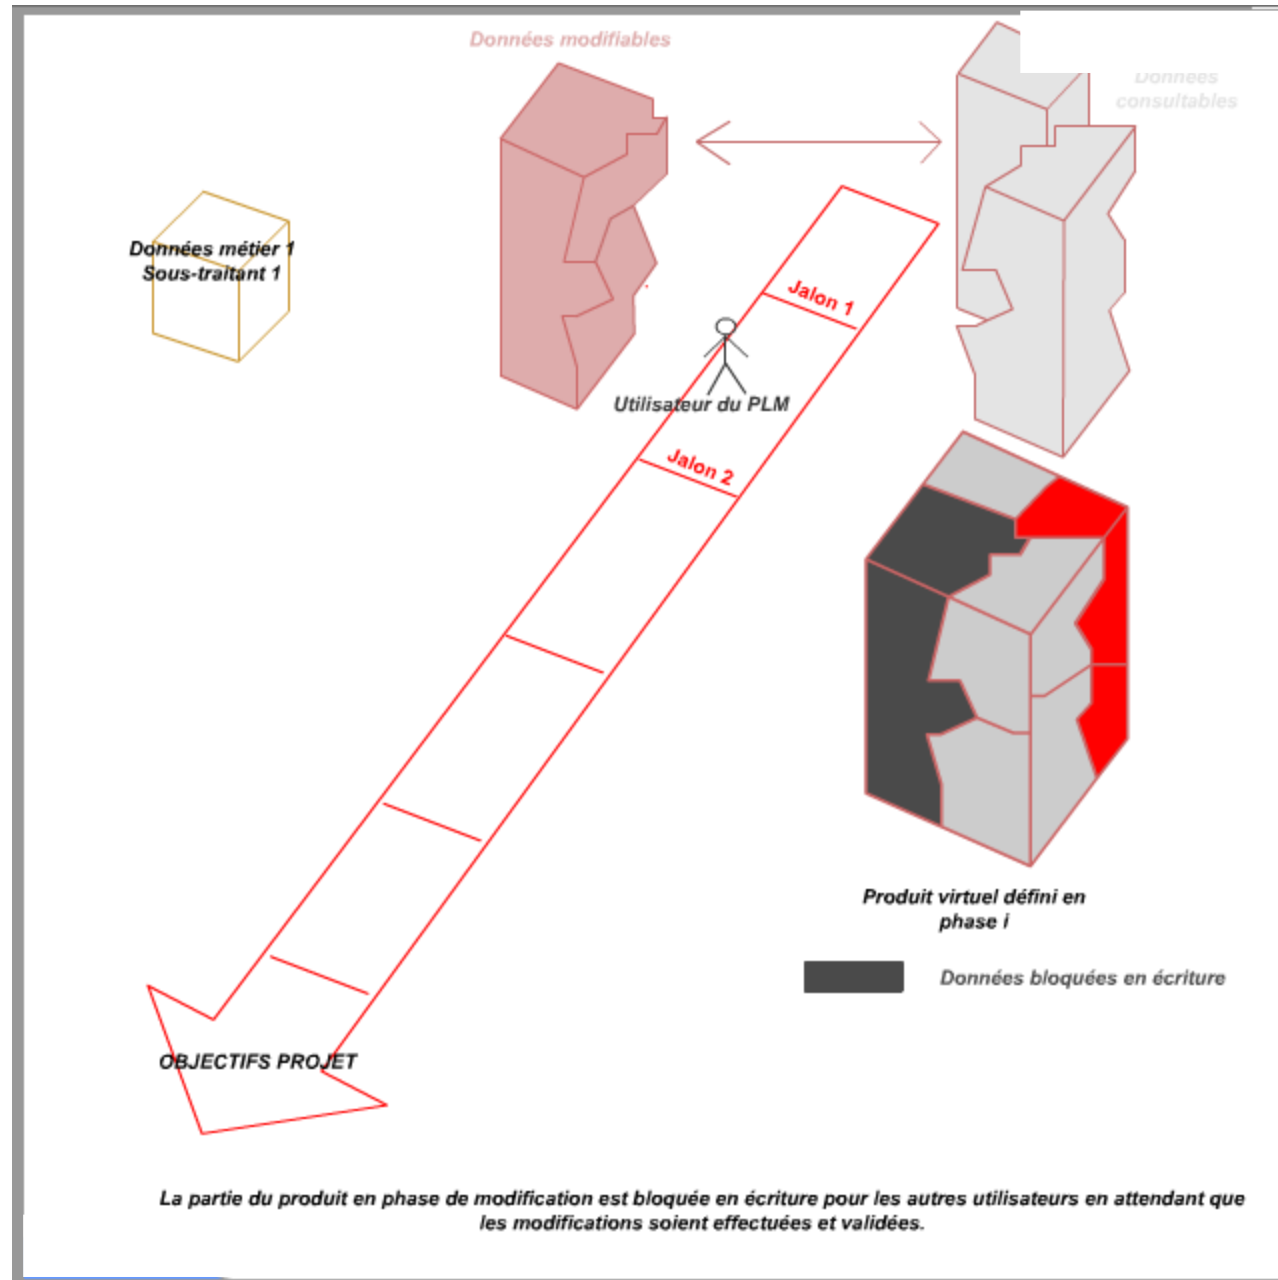 Données modifiables
Données
consultables
Données métier 1
Sous-traitant 1
Jalon 1
Utilisateur du PLM
Jalon 2
Produit virtuel défini en
phase i
Données bloquées en écriture
OBJECTIFS PROJET
La partie du produit en phase de modification est bloquée en écriture pour les autres utilisateurs en attendant que
les modifications soient effectuées et validées.